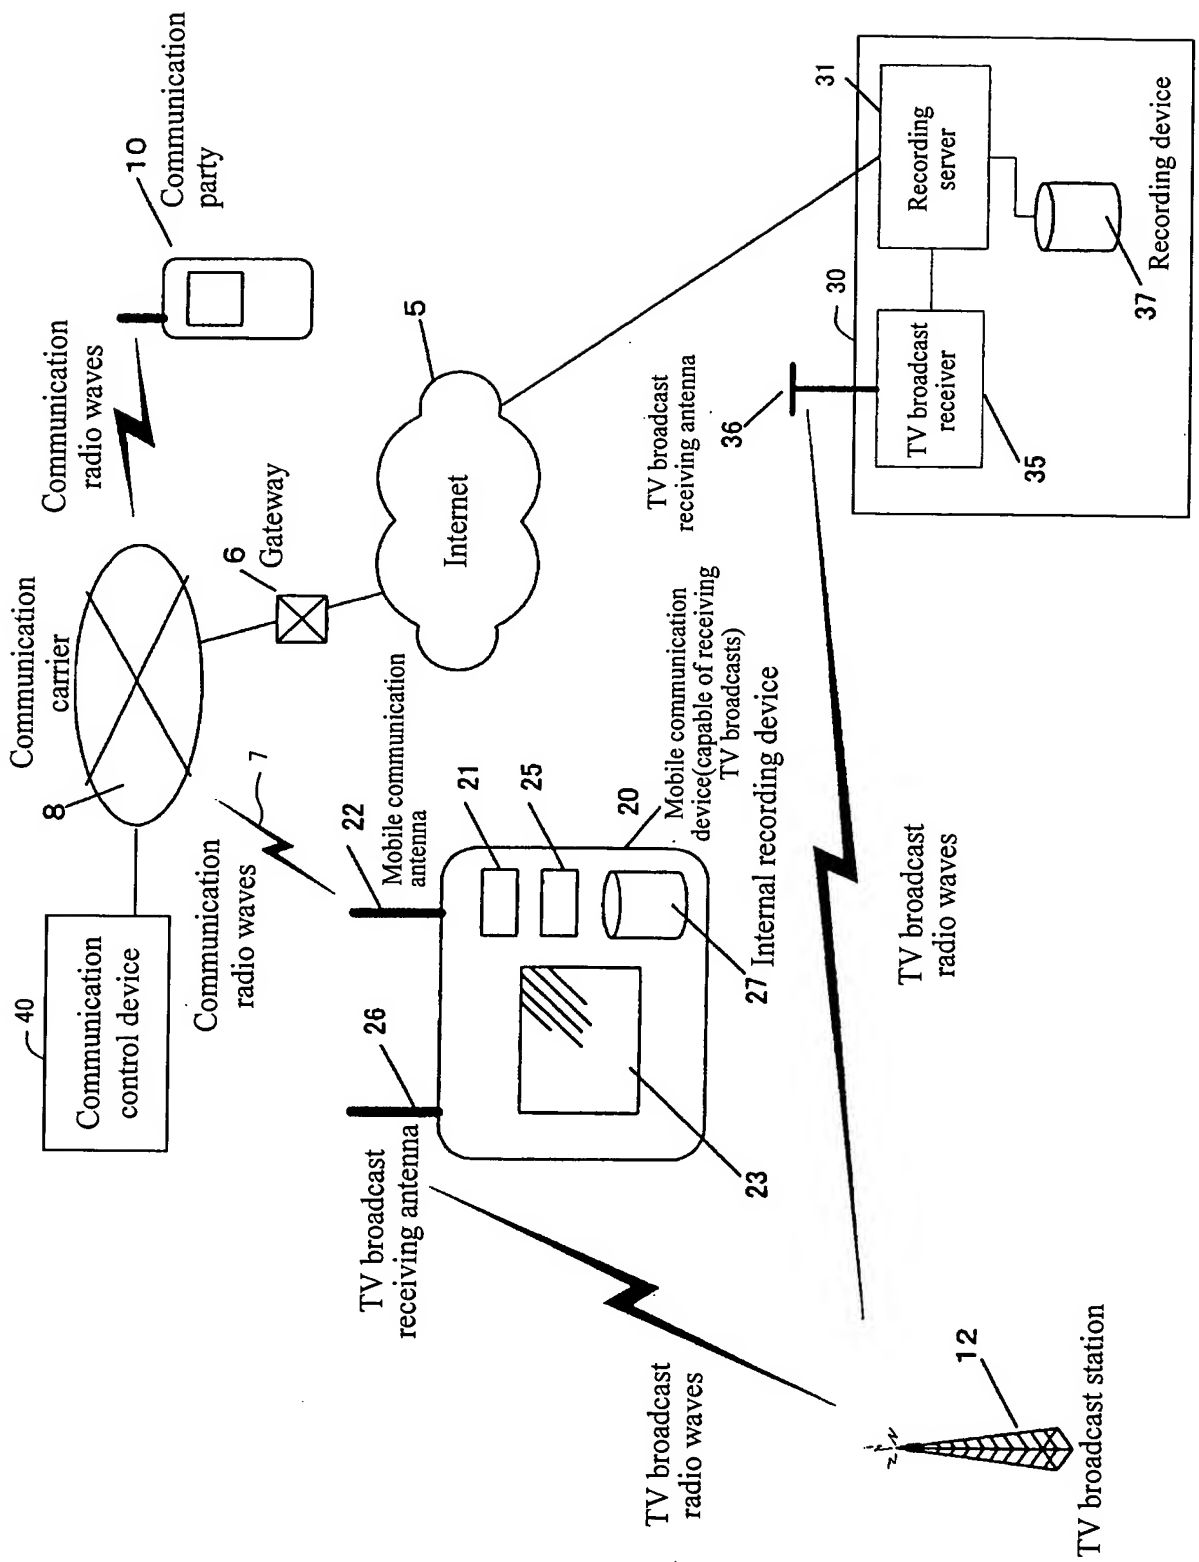 40
Communication
control device
8
Communication
carrier
Communication
radio waves
10
Communication
party
Communication
radio waves
7
6
Gateway
5
Internet
26
TV broadcast
receiving antenna
22
Mobile communication
antenna
21
25
20
Mobile communication
device(capable of receiving
TV broadcasts)
27 Internal recording device
23
TV broadcast
radio waves
TV broadcast
receiving antenna
36
30
31
TV broadcast
receiver
Recording
server
35
37
Recording device
TV broadcast
radio waves
12
TV broadcast station